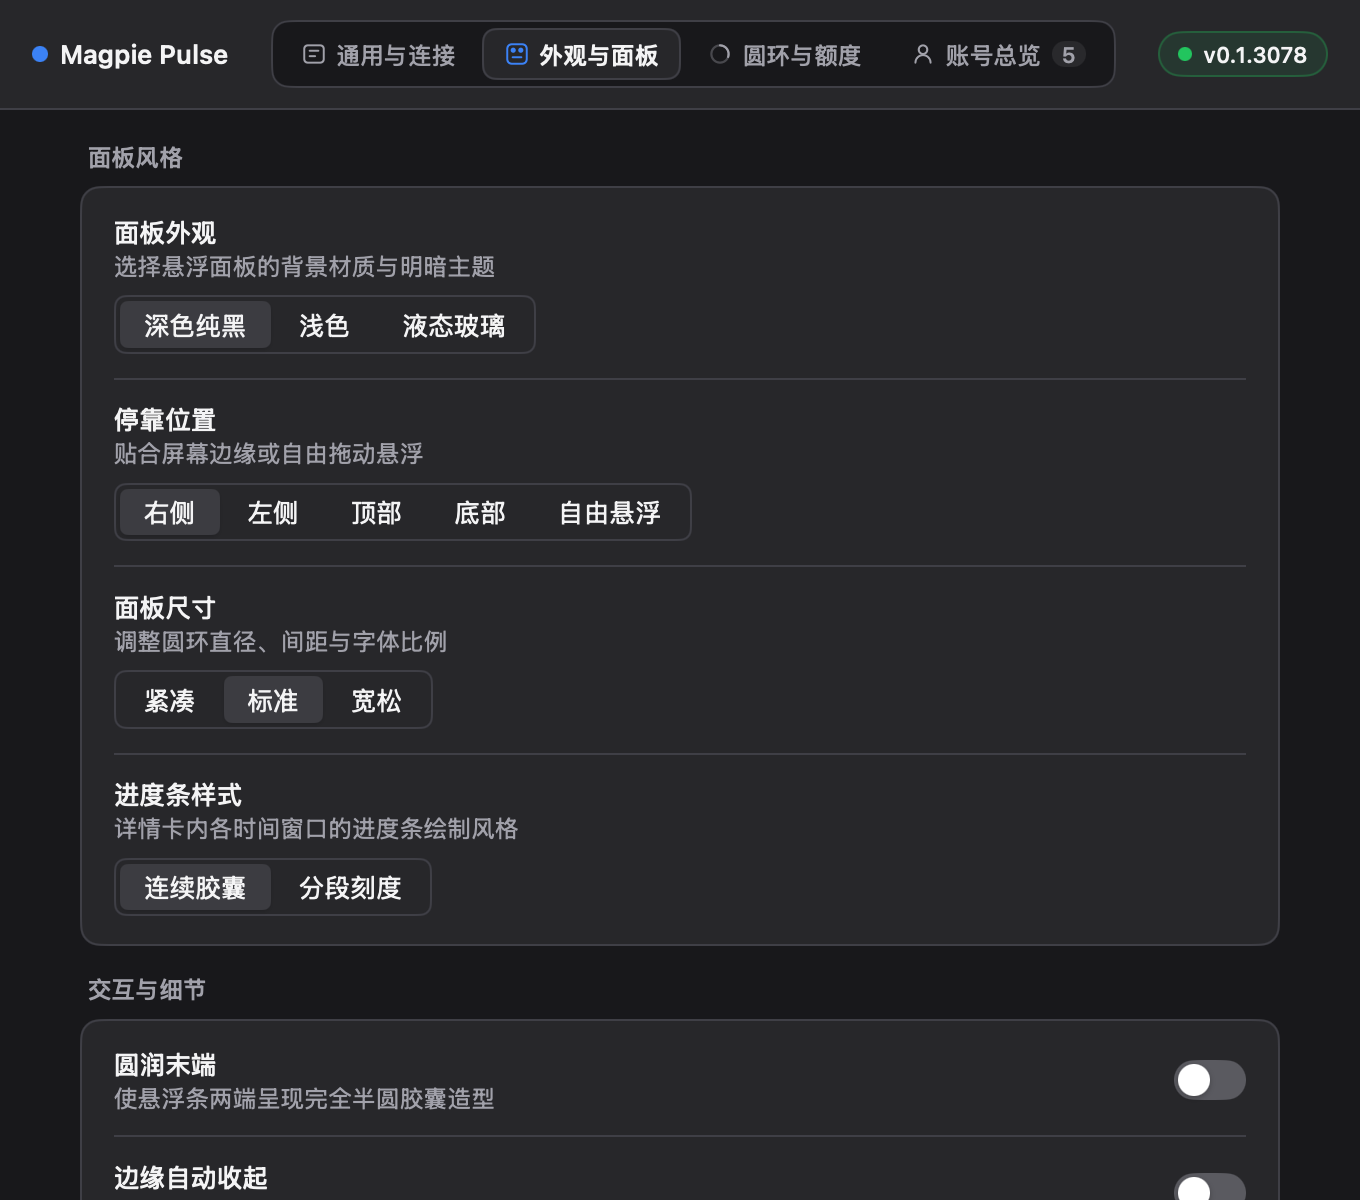 Magpie Pulse
通用与连接
外观与面板
圆环与额度
账号总览 5
v0.1.3078
面板风格
面板外观
选择悬浮面板的背景材质与明暗主题
深色纯黑 浅色 液态玻璃
停靠位置
贴合屏幕边缘或自由拖动悬浮
右侧 左侧 顶部 底部 自由悬浮
面板尺寸
调整圆环直径、间距与字体比例
紧凑 标准 宽松
进度条样式
详情卡内各时间窗口的进度条绘制风格
连续胶囊 分段刻度
交互与细节
圆润末端
使悬浮条两端呈现完全半圆胶囊造型
边缘自动收起